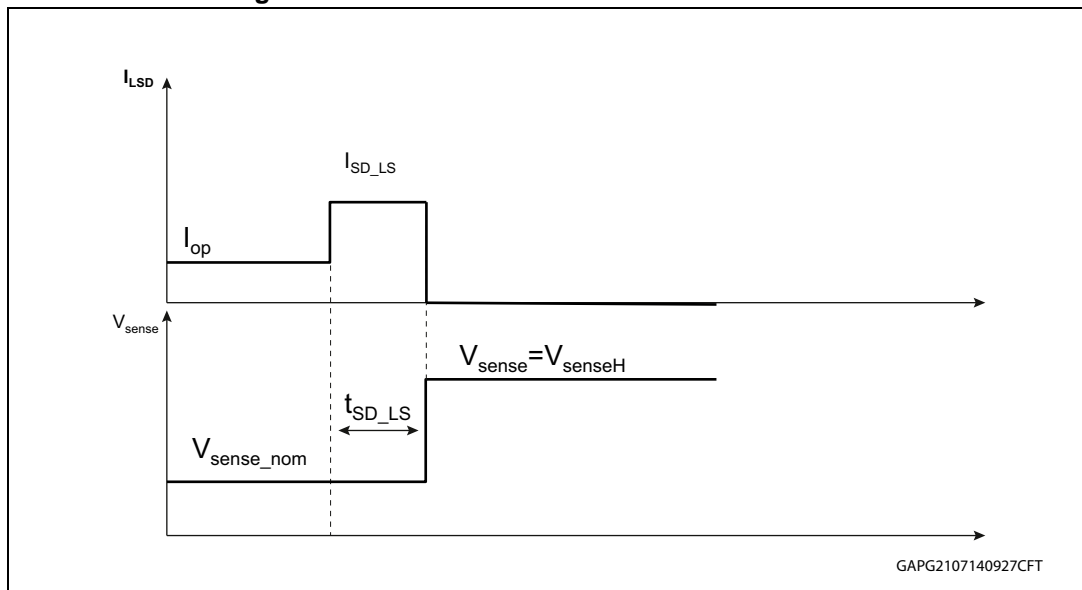 I_LSD
I_SD_LS
I_op
V_sense
V_sense=V_senseH
t_SD_LS
V_sense_nom
GAPG2107140927CFT